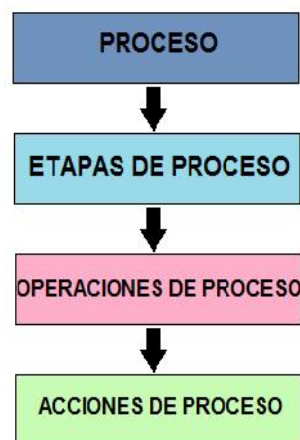 PROCESO
ETAPAS DE PROCESO
OPERACIONES DE PROCESO
ACCIONES DE PROCESO